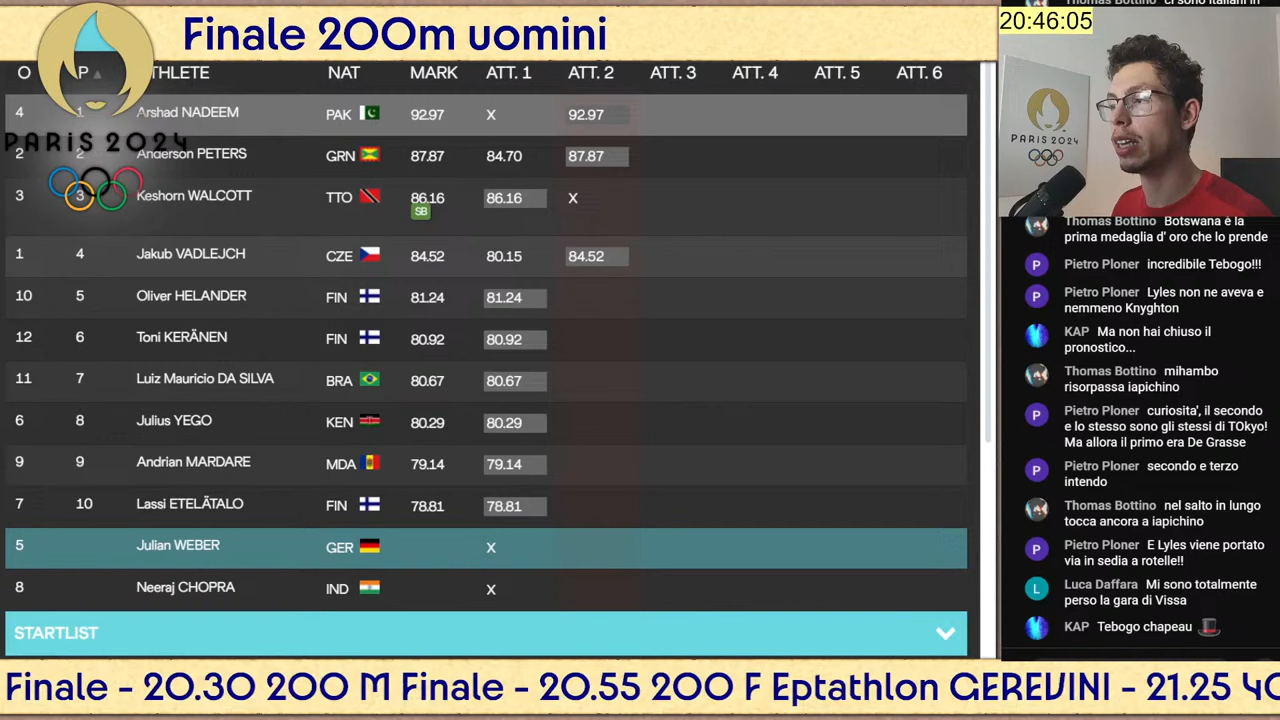 Finale 200m uomini
20:46:05
O P ▲ THLETE NAT MARK ATT. 1 ATT. 2 ATT. 3 ATT. 4 ATT. 5 ATT. 6
4 1 Arshad NADEEM PAK 92.97 X 92.97
PARIS 2024
2 2 Anderson PETERS GRN 87.87 84.70 87.87
3 3 Keshorn WALCOTT TTO 86.16 86.16 X
SB
1 4 Jakub VADLEJCH CZE 84.52 80.15 84.52
10 5 Oliver HELANDER FIN 81.24 81.24
12 6 Toni KERÄNEN FIN 80.92 80.92
11 7 Luiz Mauricio DA SILVA BRA 80.67 80.67
6 8 Julius YEGO KEN 80.29 80.29
9 9 Andrian MARDARE MDA 79.14 79.14
7 10 Lassi ETELÄTALO FIN 78.81 78.81
5 Julian WEBER GER X
8 Neeraj CHOPRA IND X
STARTLIST
PARIS 2024
Thomas Bottino Botswana è la
prima medaglia d' oro che lo prende
P Pietro Ploner incredibile Tebogo!!!
P Pietro Ploner Lyles non ne aveva e
nemmeno Knyghton
KAP Ma non hai chiuso il
pronostico...
Thomas Bottino mihambo
risorpassa iapichino
P Pietro Ploner curiosita', il secondo
e lo stesso sono gli stessi di TOkyo!
Ma allora il primo era De Grasse
P Pietro Ploner secondo e terzo
intendo
Thomas Bottino nel salto in lungo
tocca ancora a iapichino
P Pietro Ploner E Lyles viene portato
via in sedia a rotelle!!
L Luca Daffara Mi sono totalmente
perso la gara di Vissa
KAP Tebogo chapeau 🎩
Finale - 20.30 200 M Finale - 20.55 200 F Eptathlon GEREVINI - 21.25 40